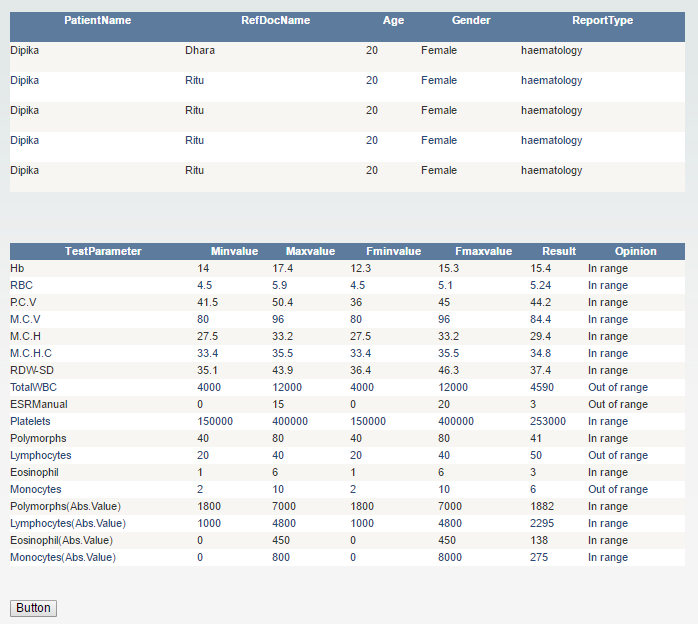 PatientName RefDocName Age Gender ReportType
Dipika Dhara 20 Female haematology
Dipika Ritu 20 Female haematology
Dipika Ritu 20 Female haematology
Dipika Ritu 20 Female haematology
Dipika Ritu 20 Female haematology
TestParameter Minvalue Maxvalue Fminvalue Fmaxvalue Result Opinion
Hb 14 17.4 12.3 15.3 15.4 In range
RBC 4.5 5.9 4.5 5.1 5.24 In range
P.C.V 41.5 50.4 36 45 44.2 In range
M.C.V 80 96 80 96 84.4 In range
M.C.H 27.5 33.2 27.5 33.2 29.4 In range
M.C.H.C 33.4 35.5 33.4 35.5 34.8 In range
RDW-SD 35.1 43.9 36.4 46.3 37.4 In range
TotalWBC 4000 12000 4000 12000 4590 Out of range
ESRManual 0 15 0 20 3 Out of range
Platelets 150000 400000 150000 400000 253000 In range
Polymorphs 40 80 40 80 41 In range
Lymphocytes 20 40 20 40 50 Out of range
Eosinophil 1 6 1 6 3 In range
Monocytes 2 10 2 10 6 Out of range
Polymorphs(Abs.Value) 1800 7000 1800 7000 1882 In range
Lymphocytes(Abs.Value) 1000 4800 1000 4800 2295 In range
Eosinophil(Abs.Value) 0 450 0 450 138 In range
Monocytes(Abs.Value) 0 800 0 8000 275 In range
Button